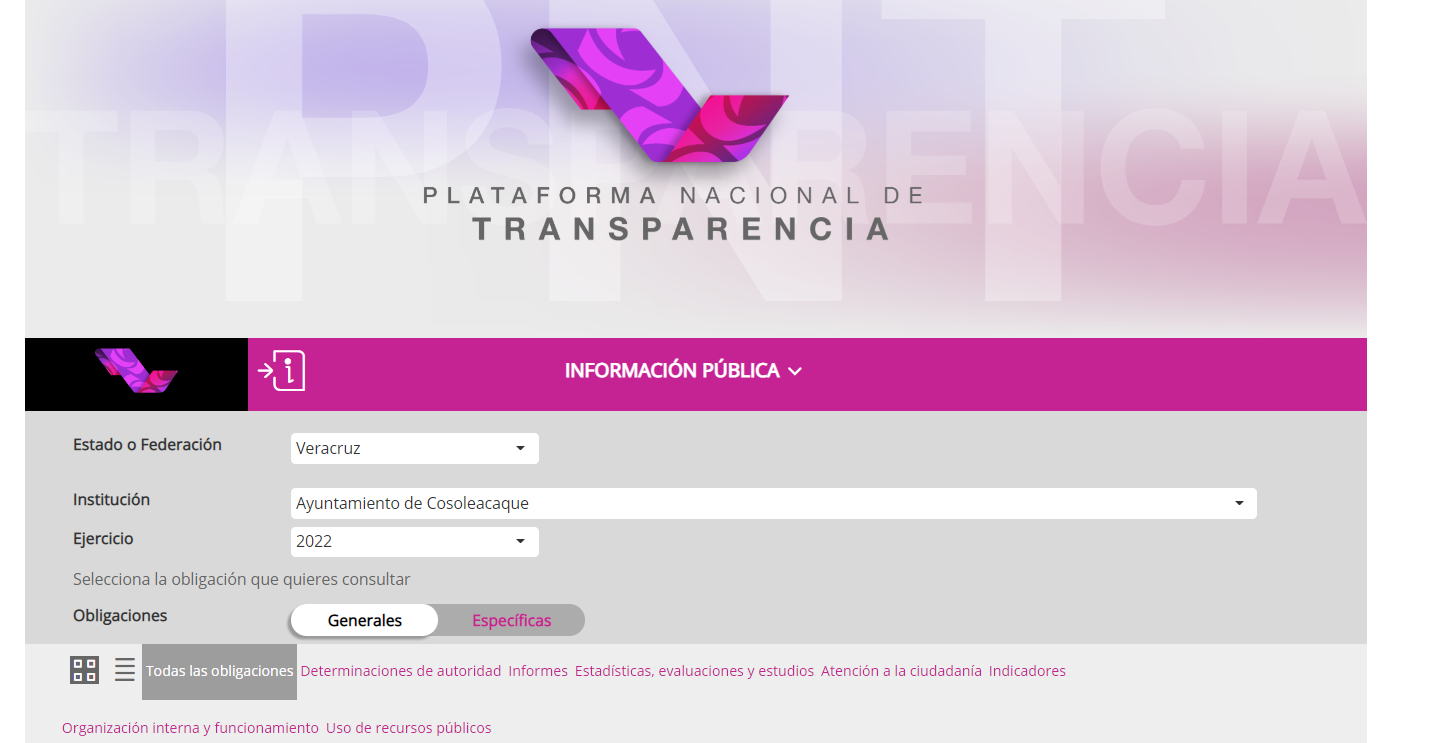 PNT
TRANSPARENCIA
PLATAFORMA NACIONAL DE
TRANSPARENCIA
INFORMACIÓN PÚBLICA
Estado o Federación Veracruz
Institución Ayuntamiento de Cosoleacaque
Ejercicio 2022
Selecciona la obligación que quieres consultar
Obligaciones Generales Específicas
Todas las obligaciones Determinaciones de autoridad Informes Estadísticas, evaluaciones y estudios Atención a la ciudadanía Indicadores
Organización interna y funcionamiento Uso de recursos públicos